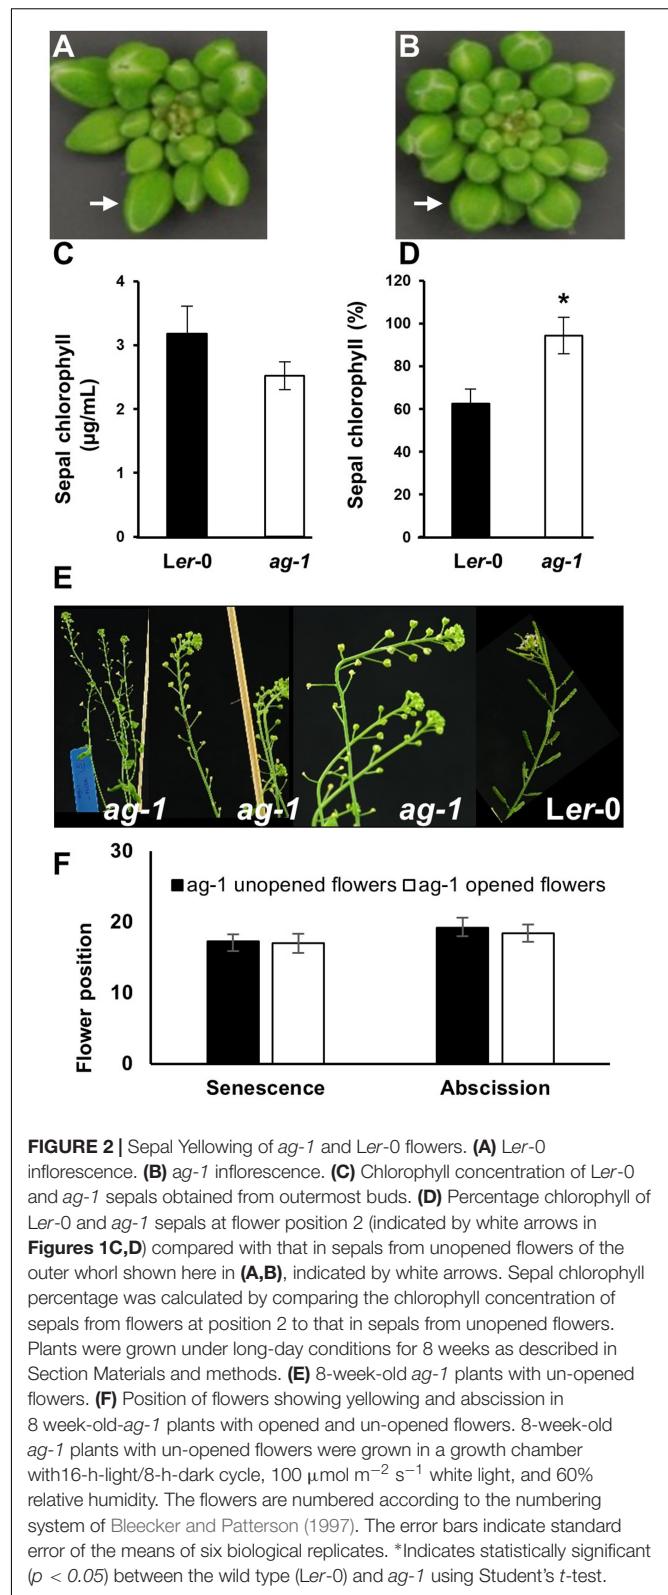 A
B
C
D
Sepal chlorophyll
(µg/mL)
4
3
2
1
0
Ler-0 ag-1
Sepal chlorophyll (%)
120
100
80
60
40
20
0
*
Ler-0 ag-1
E
ag-1 ag-1 ag-1 Ler-0
F
Flower position
30
20
10
0
ag-1 unopened flowers ag-1 opened flowers
Senescence Abscission
FIGURE 2 | Sepal Yellowing of ag-1 and Ler-0 flowers. (A) Ler-0
inflorescence. (B) ag-1 inflorescence. (C) Chlorophyll concentration of Ler-0
and ag-1 sepals obtained from outermost buds. (D) Percentage chlorophyll of
Ler-0 and ag-1 sepals at flower position 2 (indicated by white arrows in
Figures 1C,D) compared with that in sepals from unopened flowers of the
outer whorl shown here in (A,B), indicated by white arrows. Sepal chlorophyll
percentage was calculated by comparing the chlorophyll concentration of
sepals from flowers at position 2 to that in sepals from unopened flowers.
Plants were grown under long-day conditions for 8 weeks as described in
Section Materials and methods. (E) 8-week-old ag-1 plants with un-opened
flowers. (F) Position of flowers showing yellowing and abscission in
8 week-old-ag-1 plants with opened and un-opened flowers. 8-week-old
ag-1 plants with un-opened flowers were grown in a growth chamber
with16-h-light/8-h-dark cycle, 100 μmol m−2 s−1 white light, and 60%
relative humidity. The flowers are numbered according to the numbering
system of Bleecker and Patterson (1997). The error bars indicate standard
error of the means of six biological replicates. *Indicates statistically significant
(p < 0.05) between the wild type (Ler-0) and ag-1 using Student's t-test.